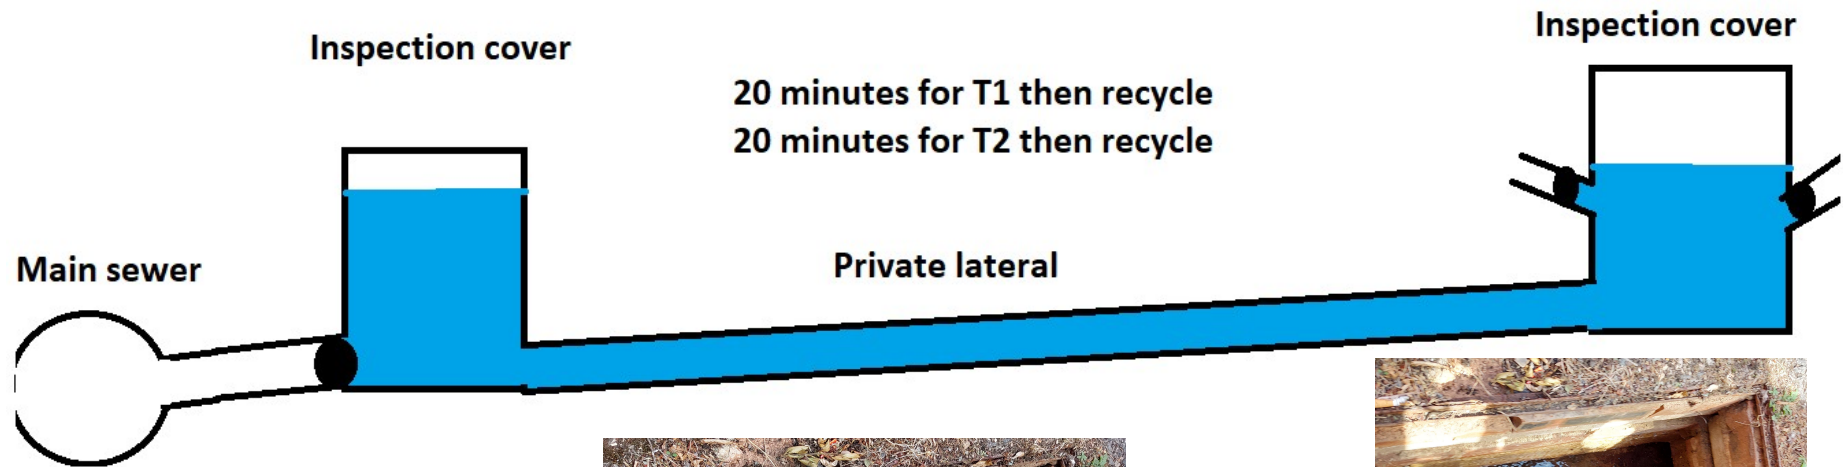 Inspection cover
Inspection cover
20 minutes for T1 then recycle
20 minutes for T2 then recycle
Main sewer
Private lateral